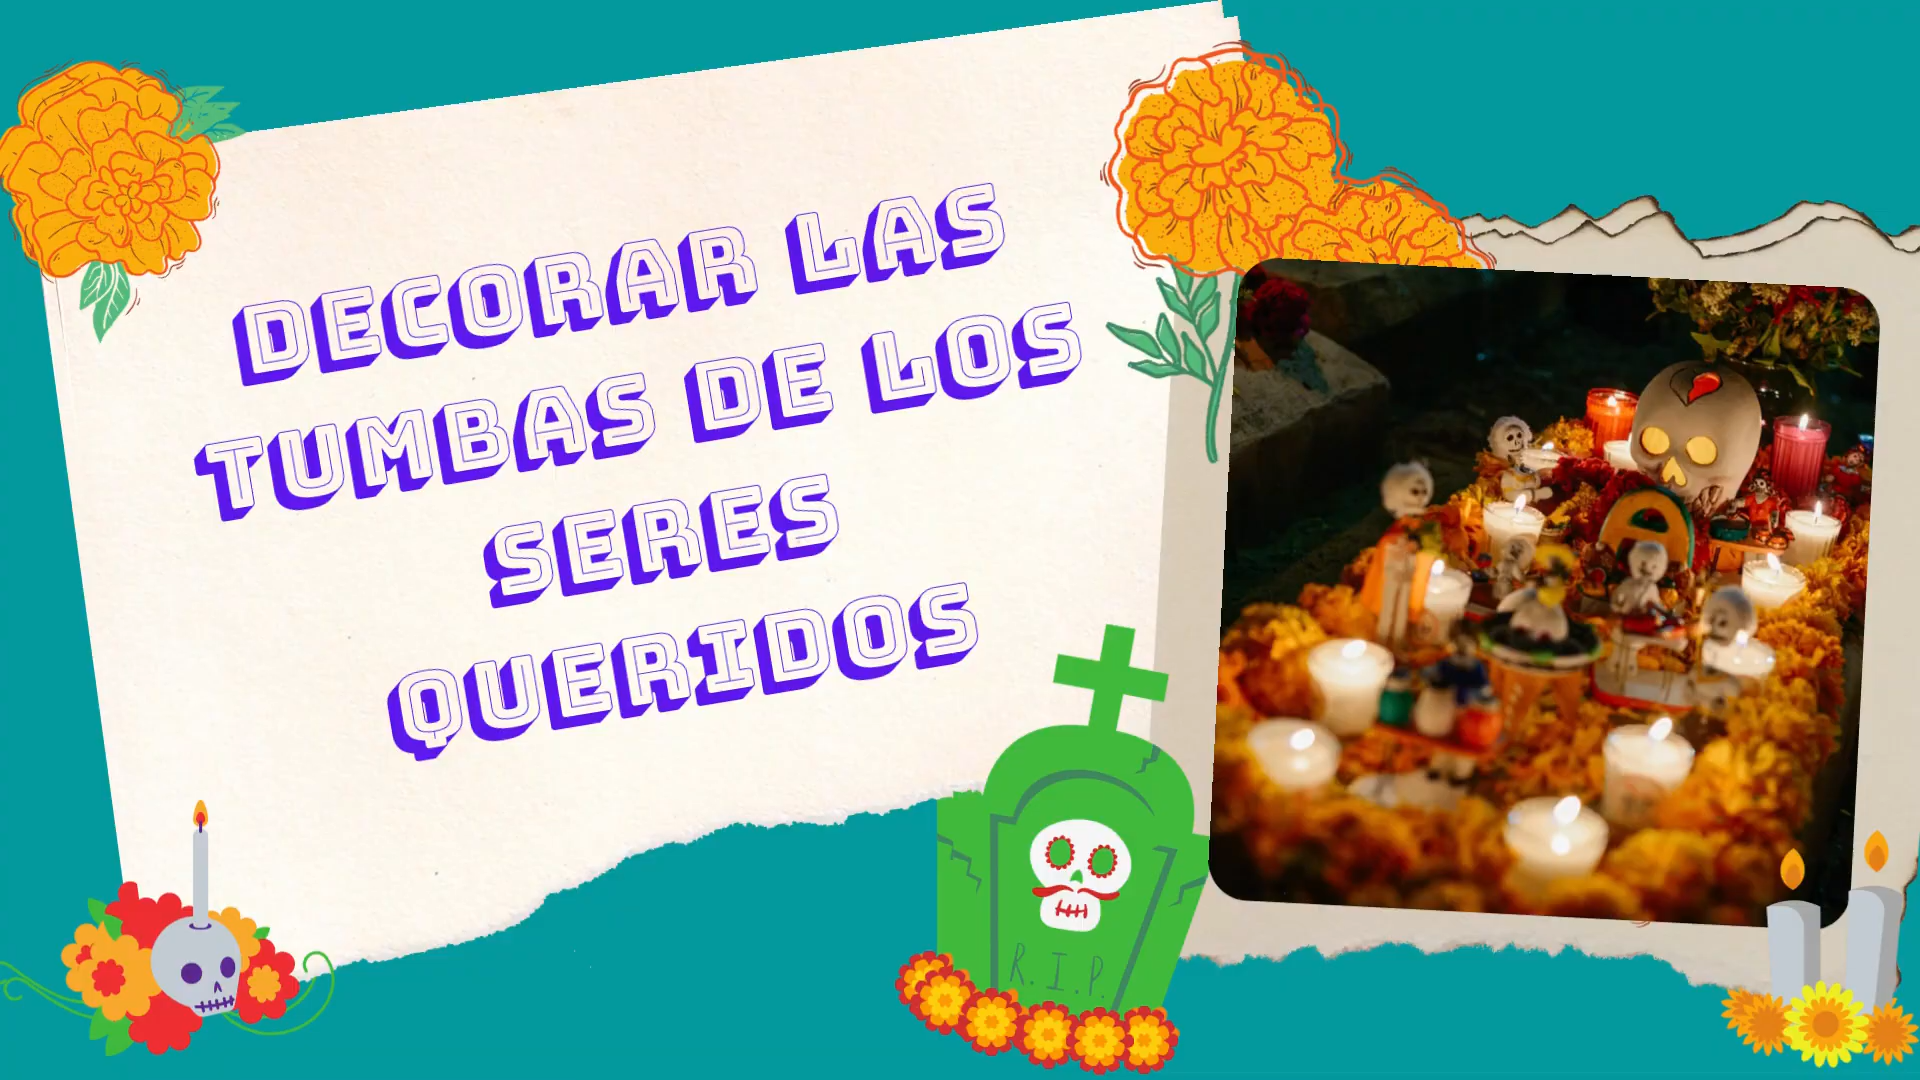 DECORAR LAS
TUMBAS DE LOS
SERES
QUERIDOS
R.I.P.